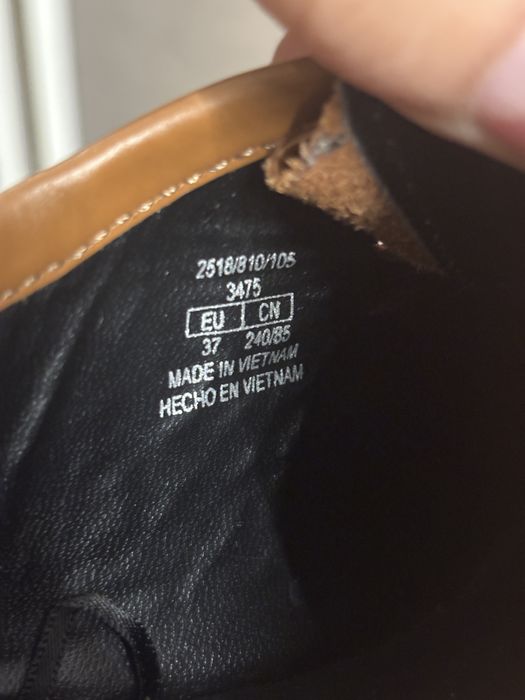 2518/810/105
3475
EU CN
37 240/85
MADE IN VIETNAM
HECHO EN VIETNAM